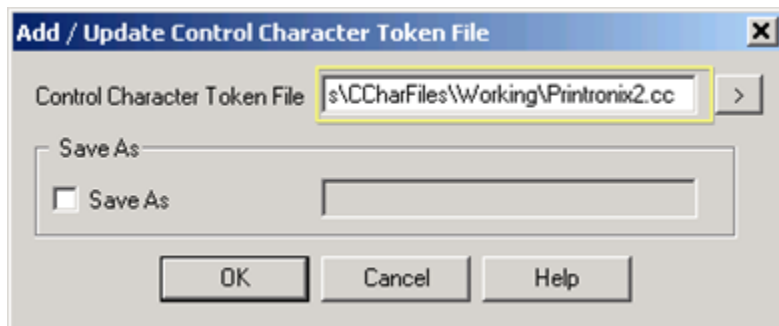 Add / Update Control Character Token File
Control Character Token File s\CCharFiles\Working\Printronix2.cc >
Save As
Save As
OK Cancel Help